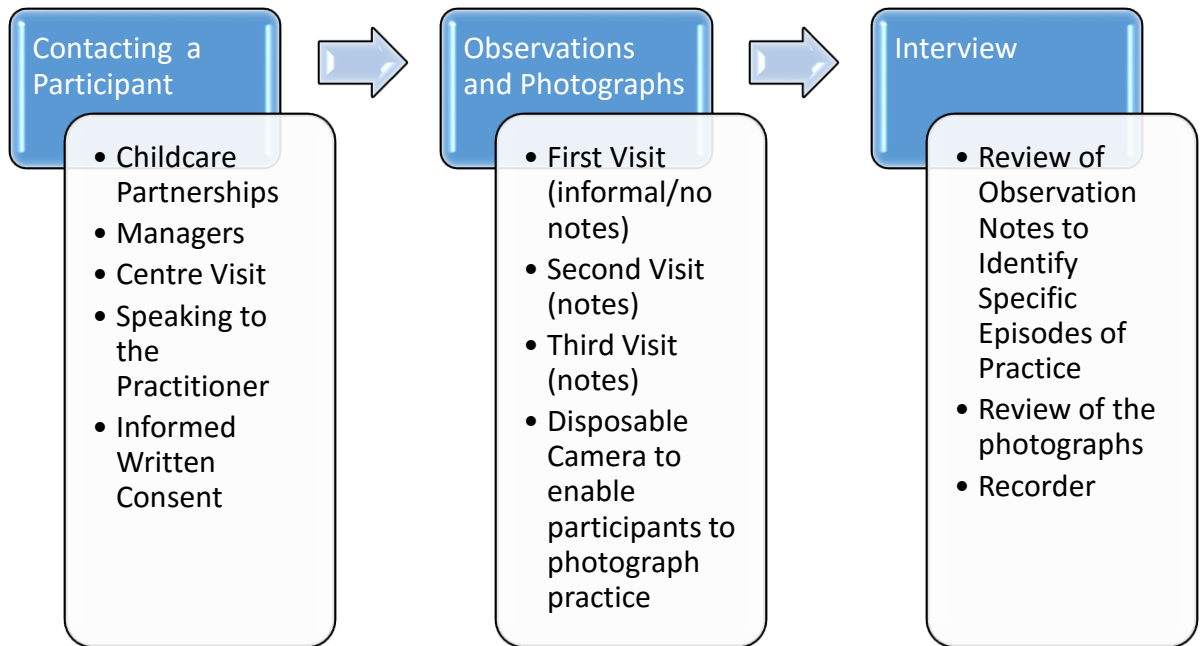 Contacting a
Participant
• Childcare
Partnerships
• Managers
• Centre Visit
• Speaking to
the
Practitioner
• Informed
Written
Consent
Observations
and Photographs
• First Visit
(informal/no
notes)
• Second Visit
(notes)
• Third Visit
(notes)
• Disposable
Camera to
enable
participants to
photograph
practice
Interview
• Review of
Observation
Notes to
Identify
Specific
Episodes of
Practice
• Review of the
photographs
• Recorder